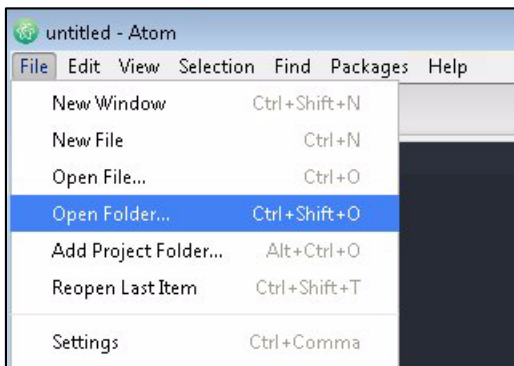 untitled - Atom
File Edit View Selection Find Packages Help
New Window Ctrl+Shift+N
New File Ctrl+N
Open File... Ctrl+O
Open Folder... Ctrl+Shift+O
Add Project Folder... Alt+Ctrl+O
Reopen Last Item Ctrl+Shift+T
Settings Ctrl+Comma